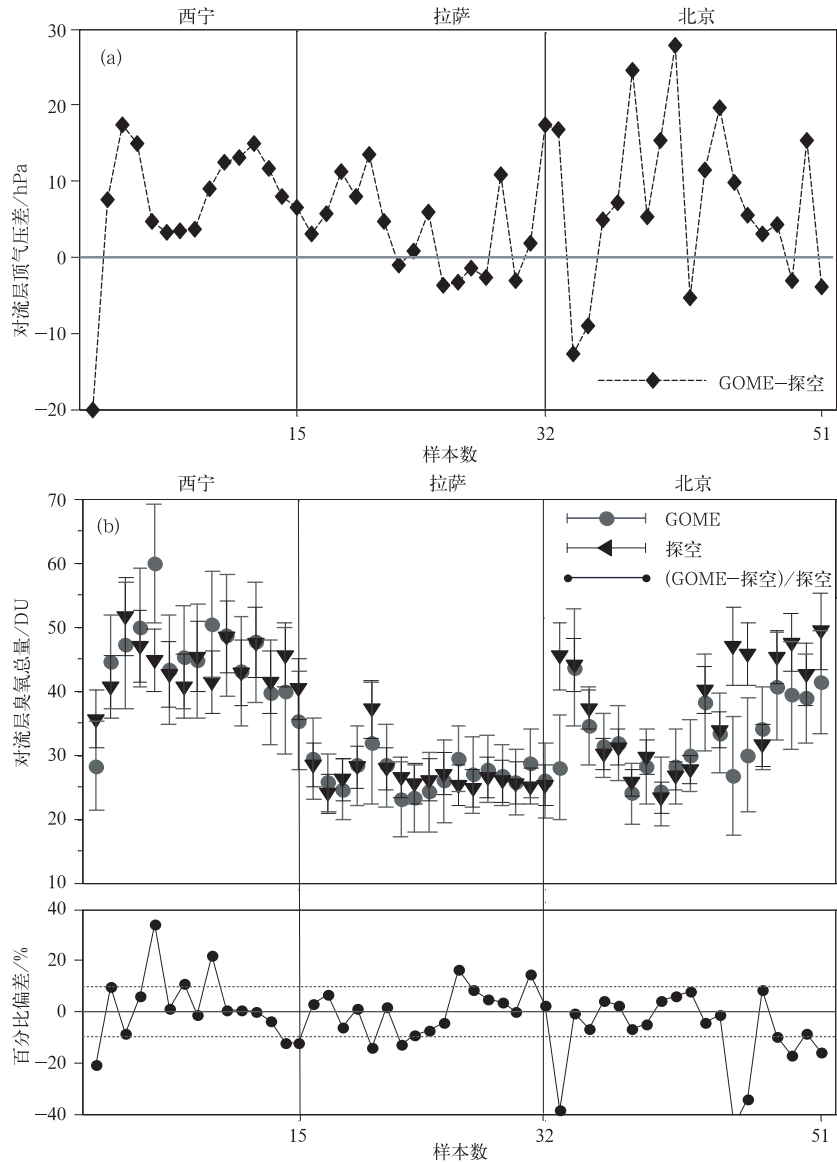 西宁 拉萨 北京
30
(a)
20
10
0
−10
−20
对流层顶气压差/hPa
GOME−探空
15 32 51
样本数
西宁 拉萨 北京
70
(b)
GOME
探空
(GOME−探空)/探空
60
50
40
30
20
10
对流层臭氧总量/DU
40
20
0
−20
−40
百分比偏差/%
15 32 51
样本数